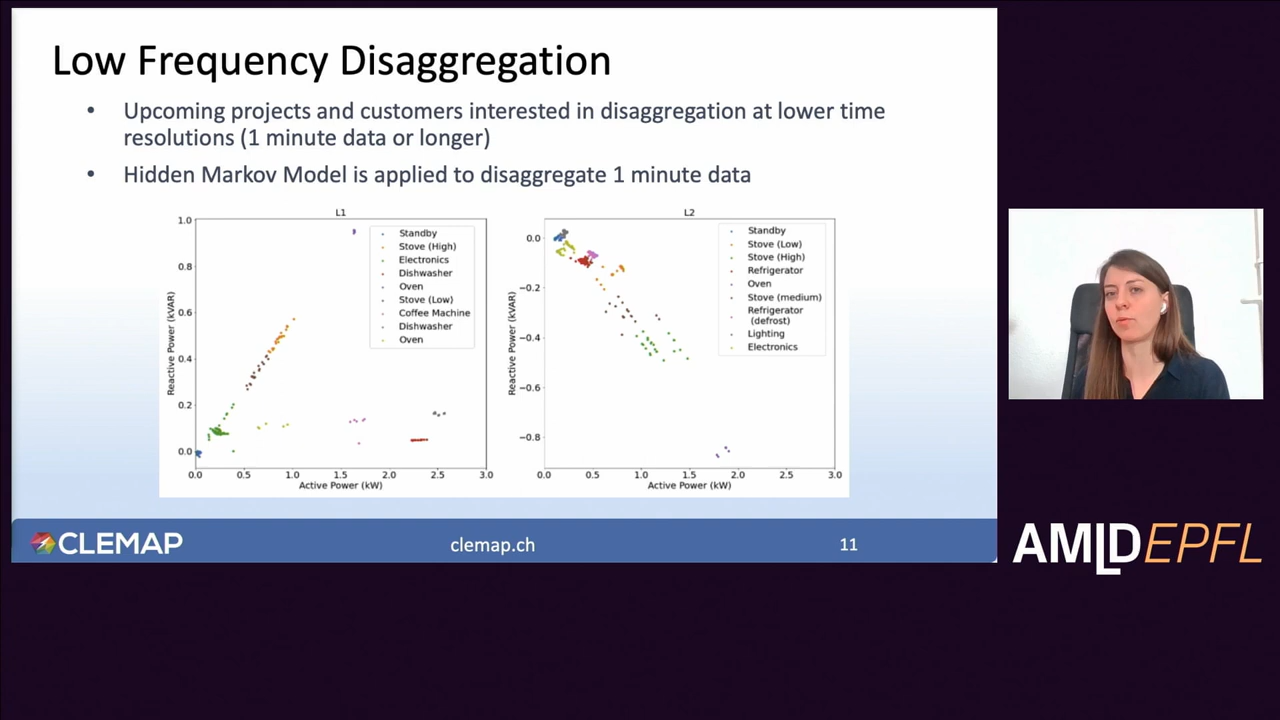 Low Frequency Disaggregation
• Upcoming projects and customers interested in disaggregation at lower time
resolutions (1 minute data or longer)
• Hidden Markov Model is applied to disaggregate 1 minute data
L1
1.0
0.8
0.6
0.4
0.2
0.0
Reactive Power (kVAR)
0.0 0.5 1.0 1.5 2.0 2.5 3.0
Active Power (kW)
Standby
Stove (High)
Electronics
Dishwasher
Oven
Stove (Low)
Coffee Machine
Dishwasher
Oven
L2
0.0
−0.2
−0.4
−0.6
−0.8
Reactive Power (kVAR)
0.0 0.5 1.0 1.5 2.0 2.5 3.0
Active Power (kW)
Standby
Stove (Low)
Stove (High)
Refrigerator
Oven
Stove (medium)
Refrigerator
(defrost)
Lighting
Electronics
CLEMAP
clemap.ch
11
AMLD EPFL